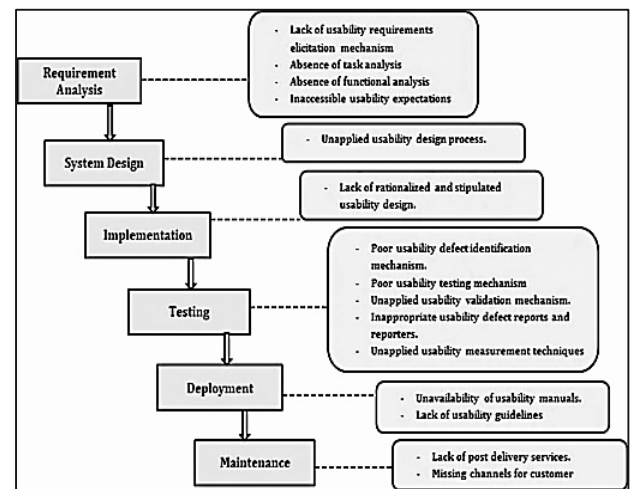 - Lack of usability requirements
elicitation mechanism
- Absence of task analysis
- Absence of functional analysis
- Inaccessible usability expectations
Requirement
Analysis
- Unapplied usability design process.
System Design
- Lack of rationalized and stipulated
usability design.
Implementation
- Poor usability defect identification
mechanism.
- Poor usability testing mechanism
- Unapplied usability validation mechanism.
- Inappropriate usability defect reports and
reporters.
- Unapplied usability measurement techniques
Testing
Deployment
- Unavailability of usability manuals.
- Lack of usability guidelines
Maintenance
- Lack of post delivery services.
- Missing channels for customer